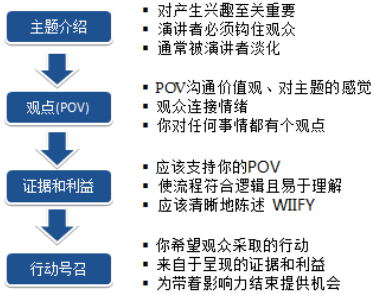 主题介绍
对产生兴趣至关重要
演讲者必须钩住观众
通常被演讲者淡化
观点(POV)
POV沟通价值观、对主题的感觉
观众连接情绪
你对任何事情都有个观点
证据和利益
应该支持你的POV
使流程符合逻辑且易于理解
应该清晰地陈述 WIIFY
行动号召
你希望观众采取的行动
来自于呈现的证据和利益
为带着影响力结束提供机会